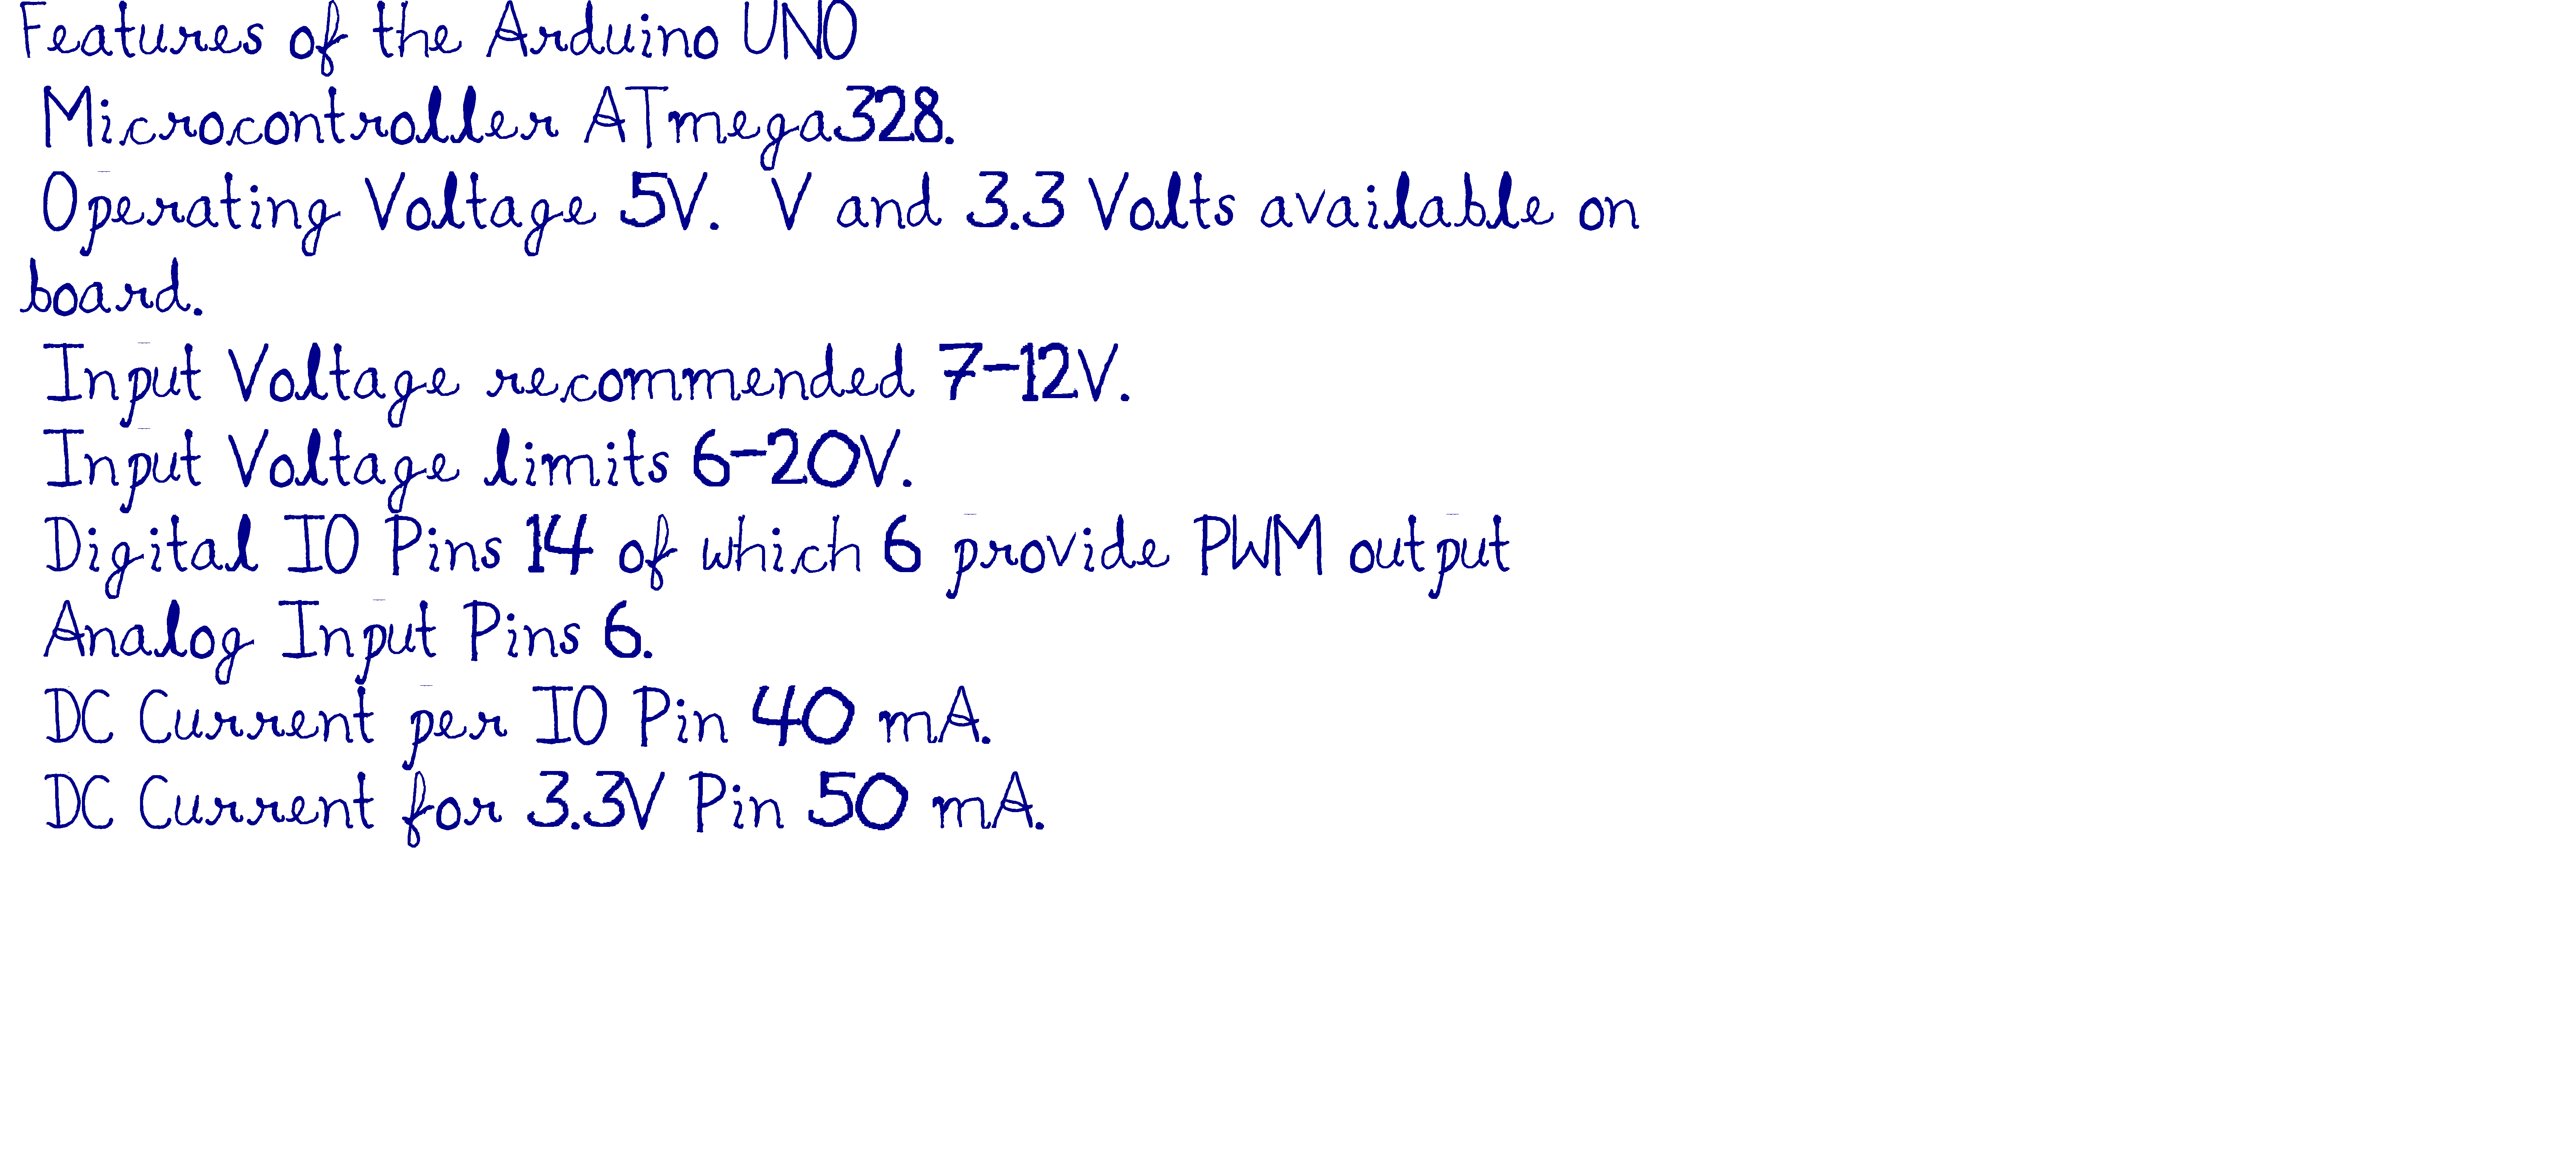 Features of the Arduino UNO
Microcontroller ATmega328.
Operating Voltage 5V. V and 3.3 Volts available on
board.
Input Voltage recommended 7-12V.
Input Voltage limits 6-20V.
Digital IO Pins 14 of which 6 provide PWM output
Analog Input Pins 6.
DC Current per IO Pin 40 mA.
DC Current for 3.3V Pin 50 mA.